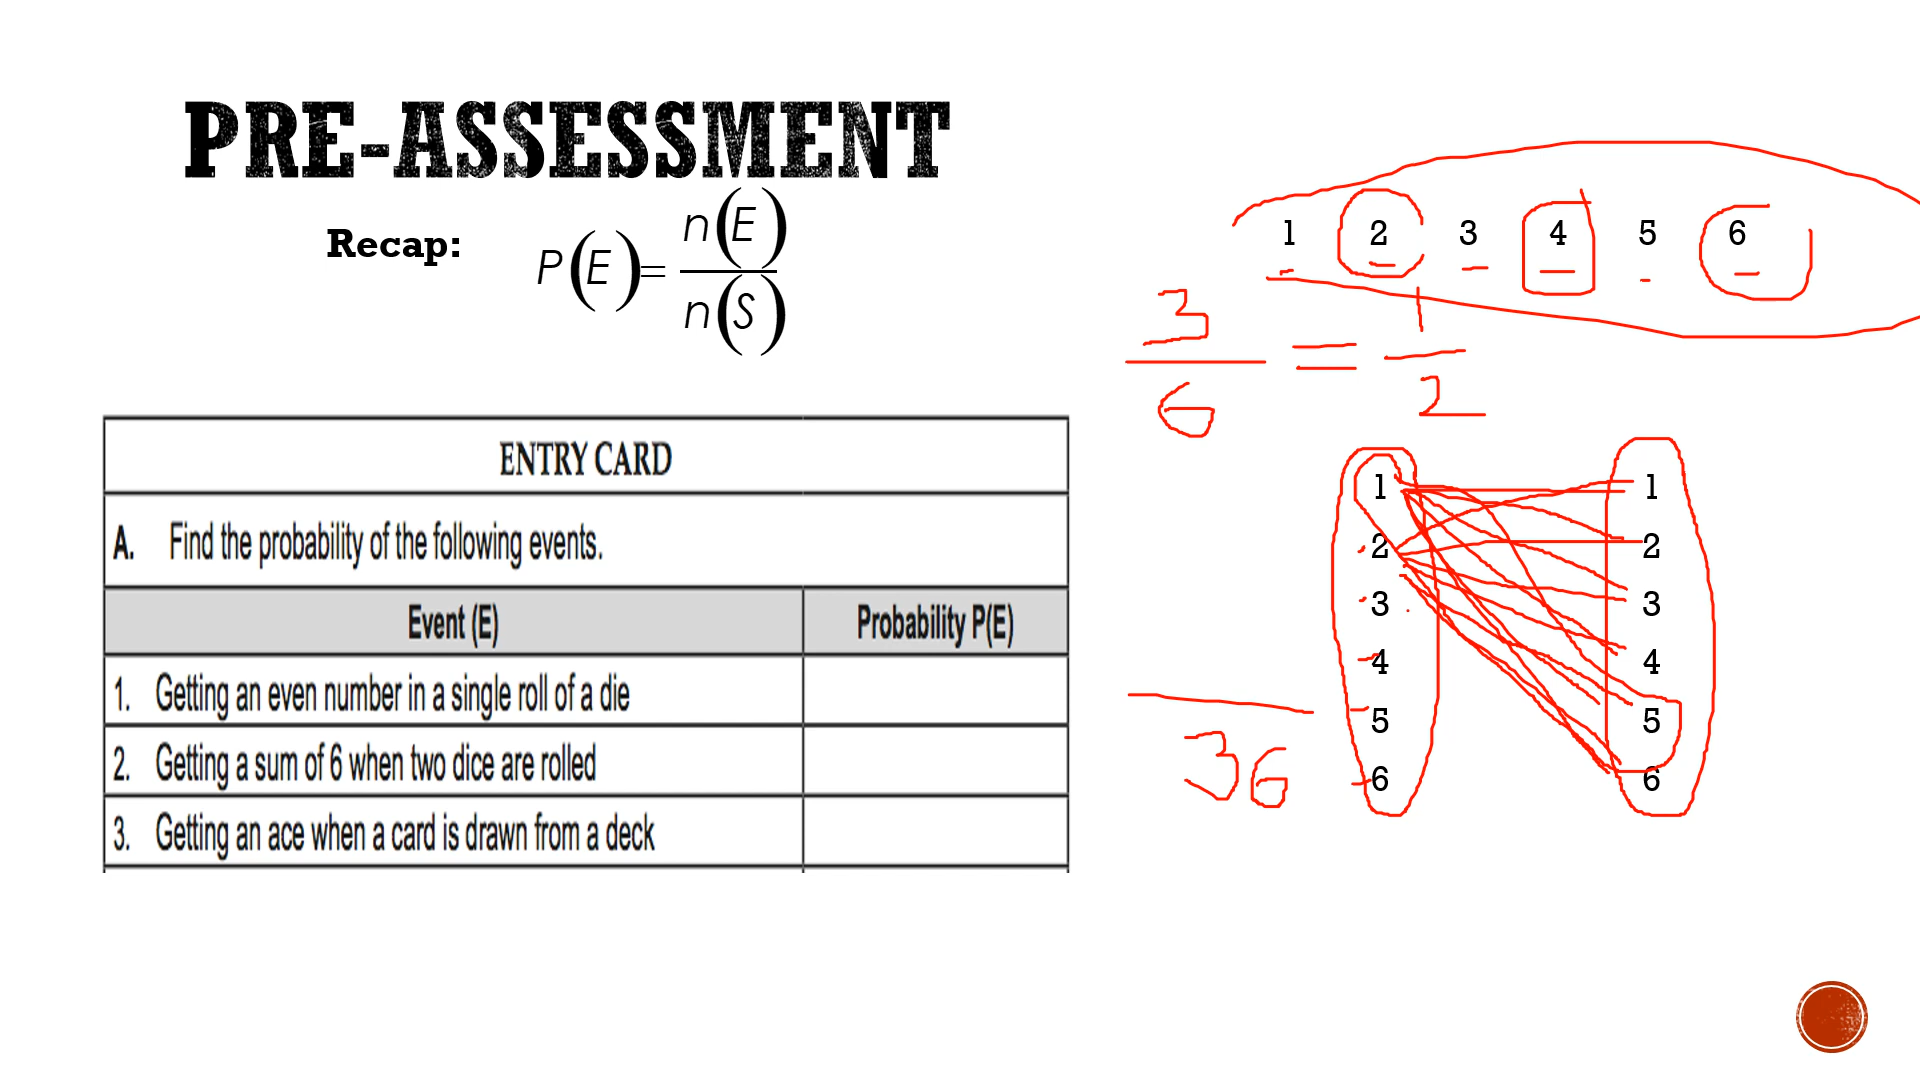 PRE-ASSESSMENT
Recap: P(E) = n(E) / n(S)
ENTRY CARD
A. Find the probability of the following events.
Event (E) Probability P(E)
1. Getting an even number in a single roll of a die
2. Getting a sum of 6 when two dice are rolled
3. Getting an ace when a card is drawn from a deck
1 2 3 4 5 6
3/6 = 1/2
1 1
2 2
3 3
4 4
5 5
6 6
36